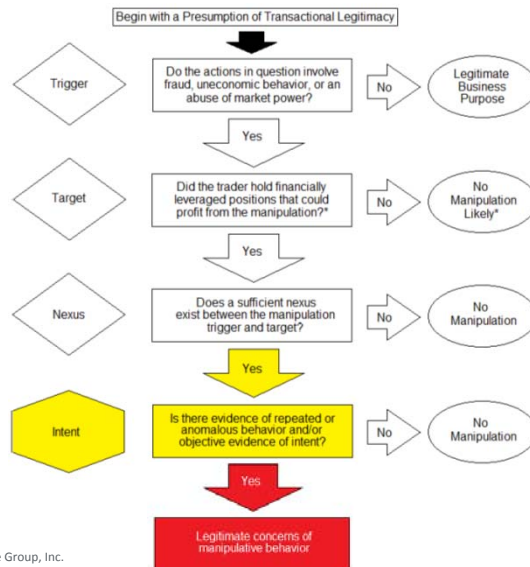 Begin with a Presumption of Transactional Legitimacy
Trigger
Do the actions in question involve
fraud, uneconomic behavior, or an
abuse of market power?
No
Legitimate
Business
Purpose
Yes
Target
Did the trader hold financially
leveraged positions that could
profit from the manipulation?*
No
No
Manipulation
Likely*
Yes
Nexus
Does a sufficient nexus
exist between the manipulation
trigger and target?
No
No
Manipulation
Yes
Intent
Is there evidence of repeated or
anomalous behavior and/or
objective evidence of intent?
No
No
Manipulation
Yes
Legitimate concerns of
manipulative behavior
Group, Inc.